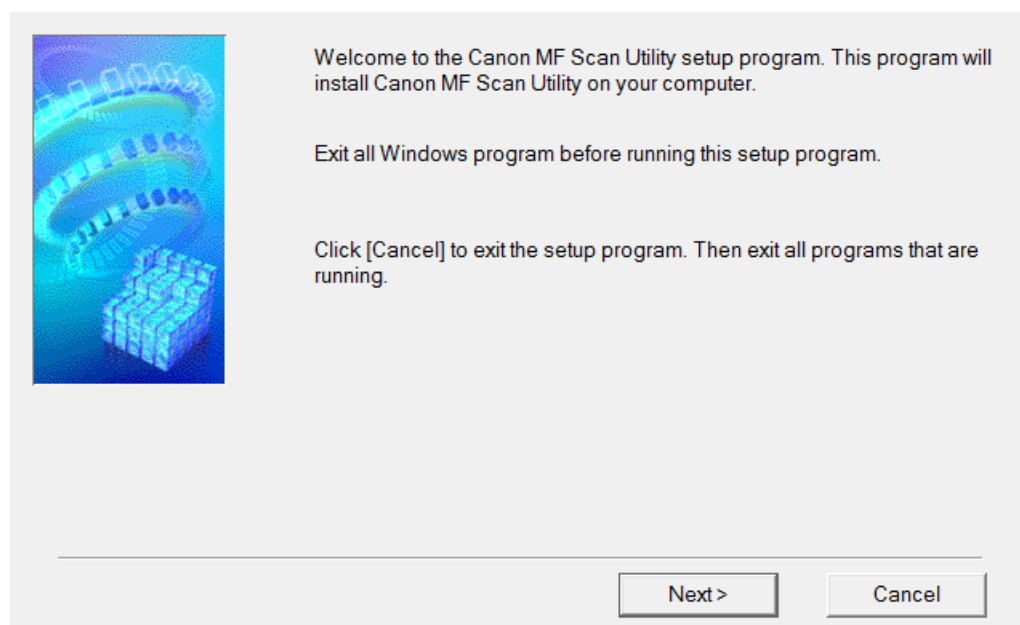 Welcome to the Canon MF Scan Utility setup program. This program will
install Canon MF Scan Utility on your computer.
Exit all Windows program before running this setup program.
Click [Cancel] to exit the setup program. Then exit all programs that are
running.
Next >
Cancel